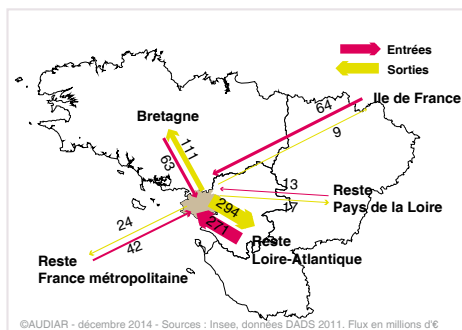 Entrées
Sorties
64
Ile de France
Bretagne
111
9
63
13
Reste
Pays de la Loire
17
294
271
24
42
Reste
Loire-Atlantique
Reste
France métropolitaine
©AUDIAR - décembre 2014 - Sources : Insee, données DADS 2011. Flux en millions d'€